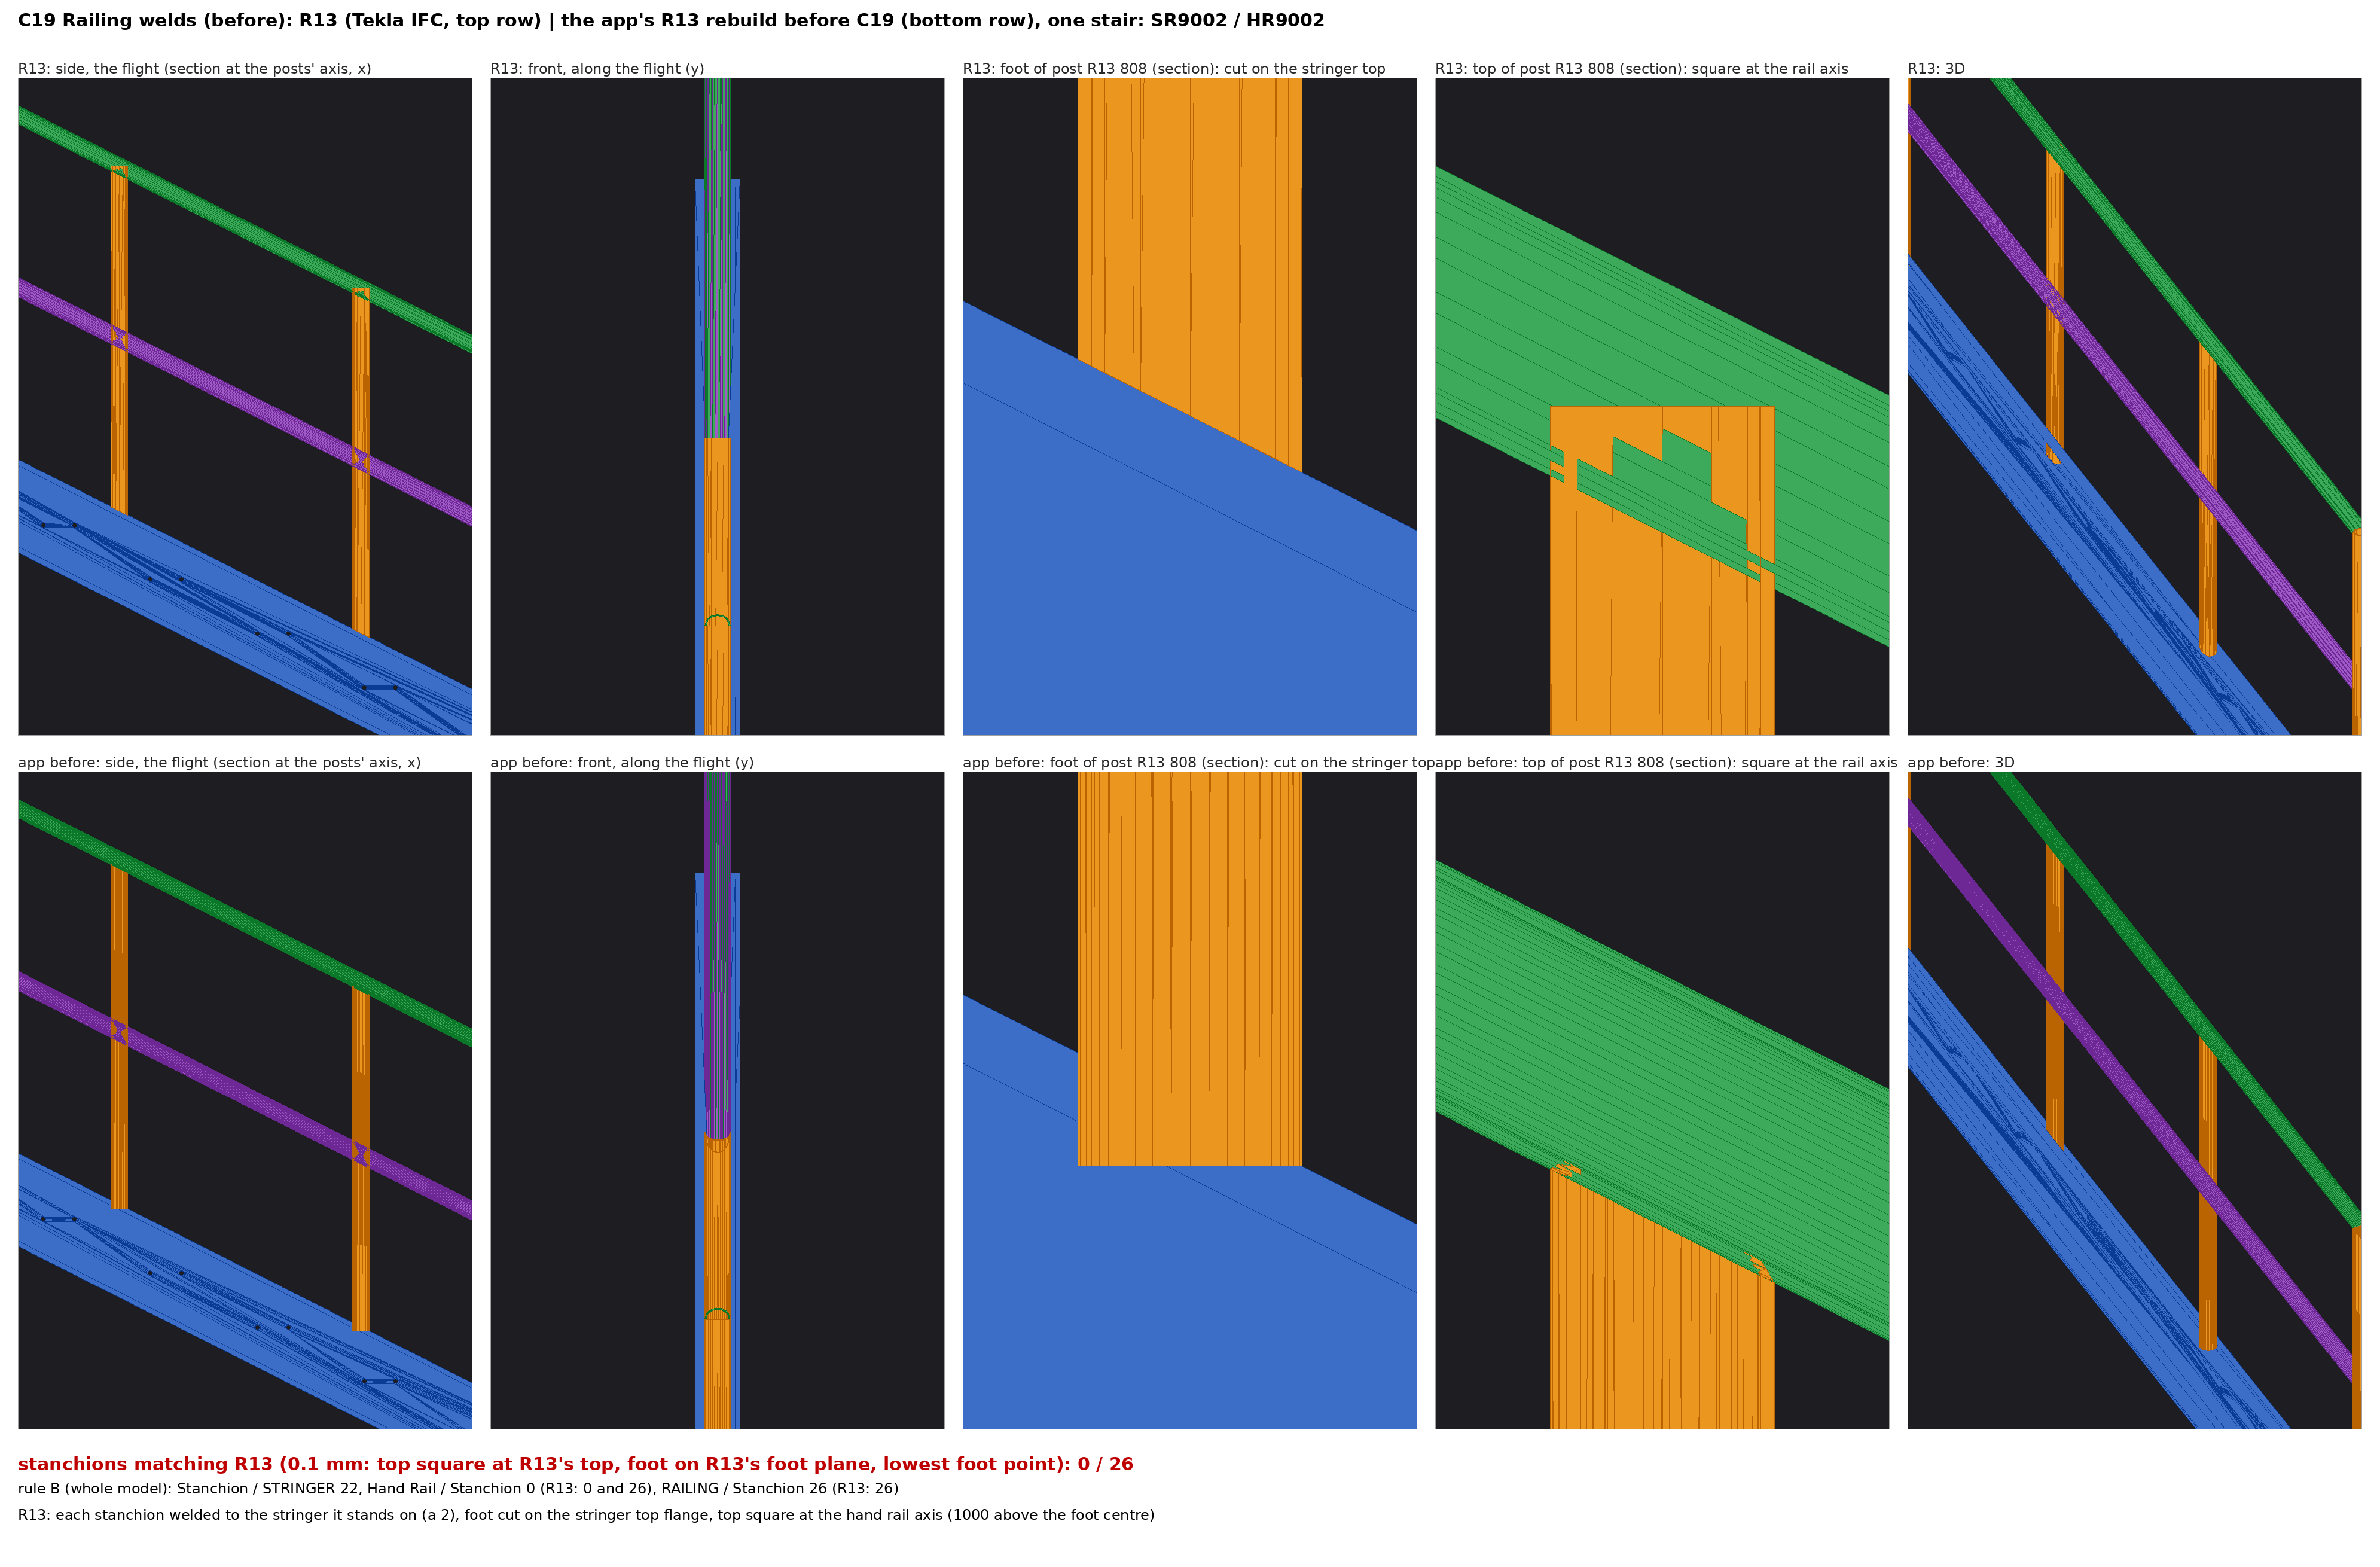 C19 Railing welds (before): R13 (Tekla IFC, top row) | the app's R13 rebuild before C19 (bottom row), one stair: SR9002 / HR9002
R13: side, the flight (section at the posts' axis, x)
R13: front, along the flight (y)
R13: foot of post R13 808 (section): cut on the stringer top
R13: top of post R13 808 (section): square at the rail axis
R13: 3D
app before: side, the flight (section at the posts' axis, x)
app before: front, along the flight (y)
app before: foot of post R13 808 (section): cut on the stringer top
app before: top of post R13 808 (section): square at the rail axis
app before: 3D
stanchions matching R13 (0.1 mm: top square at R13's top, foot on R13's foot plane, lowest foot point): 0 / 26
rule B (whole model): Stanchion / STRINGER 22, Hand Rail / Stanchion 0 (R13: 0 and 26), RAILING / Stanchion 26 (R13: 26)
R13: each stanchion welded to the stringer it stands on (a 2), foot cut on the stringer top flange, top square at the hand rail axis (1000 above the foot centre)